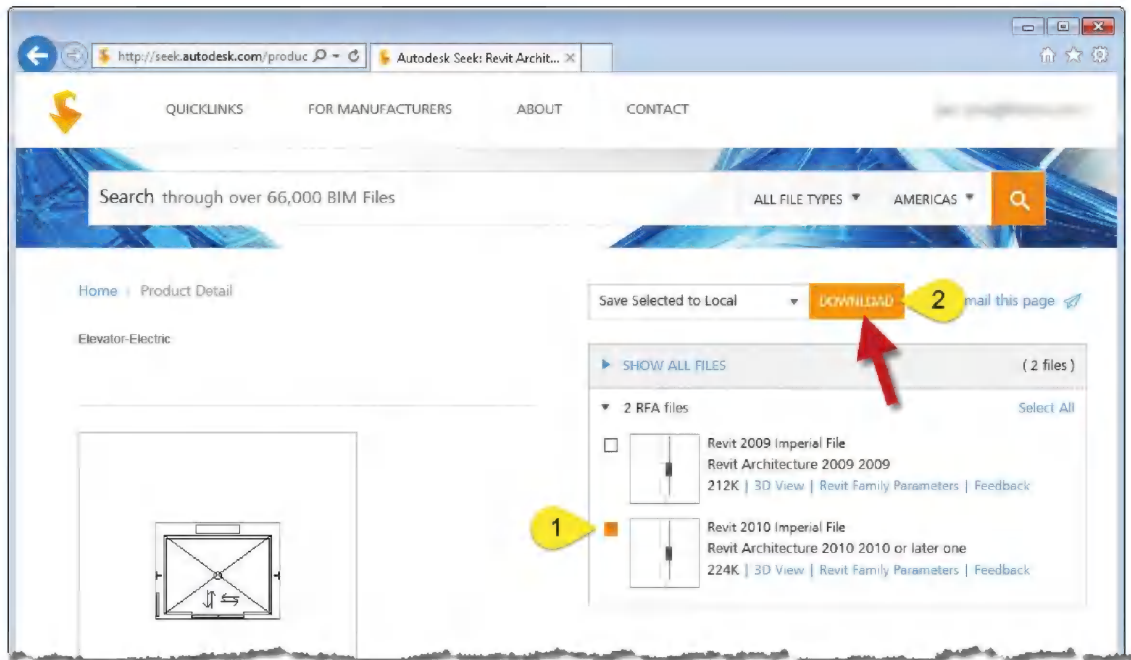 http://seek.autodesk.com/produc
Autodesk Seek: Revit Archit...
QUICKLINKS FOR MANUFACTURERS ABOUT CONTACT
Search through over 66,000 BIM Files ALL FILE TYPES AMERICAS
Home Product Detail
Save Selected to Local DOWNLOAD 2 mail this page
Elevator-Electric
SHOW ALL FILES ( 2 files )
2 RFA files Select All
Revit 2009 Imperial File
Revit Architecture 2009 2009
212K | 3D View | Revit Family Parameters | Feedback
1
Revit 2010 Imperial File
Revit Architecture 2010 2010 or later one
224K | 3D View | Revit Family Parameters | Feedback